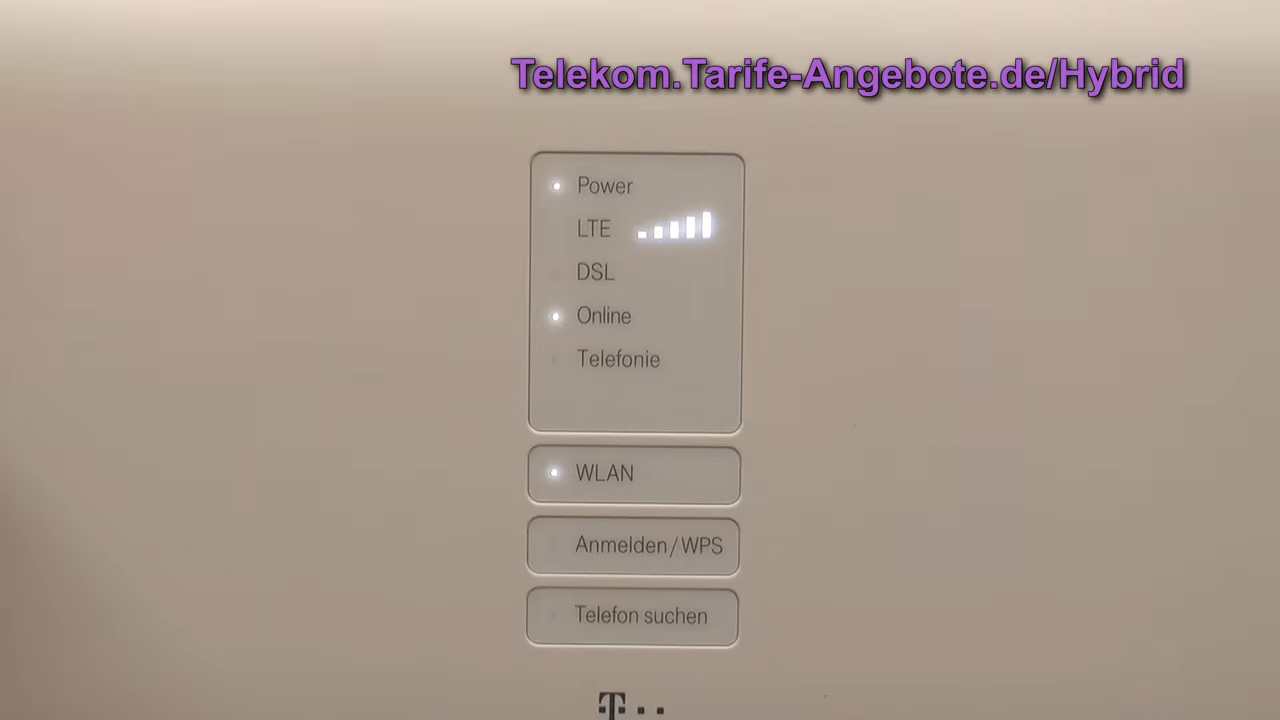 Telekom.Tarife-Angebote.de/Hybrid
Power
LTE
DSL
Online
Telefonie
WLAN
Anmelden/WPS
Telefon suchen
T